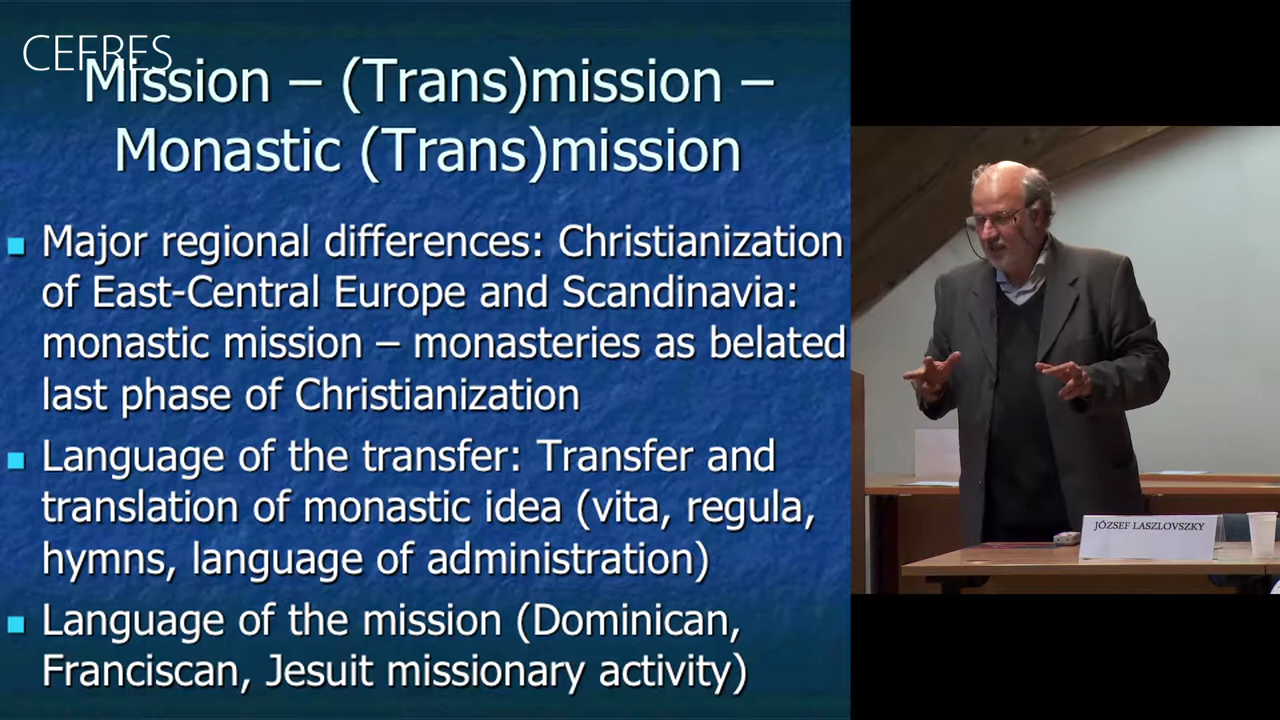 CEFRES
Mission – (Trans)mission –
Monastic (Trans)mission
Major regional differences: Christianization
of East-Central Europe and Scandinavia:
monastic mission – monasteries as belated
last phase of Christianization
Language of the transfer: Transfer and
translation of monastic idea (vita, regula,
hymns, language of administration)
Language of the mission (Dominican,
Franciscan, Jesuit missionary activity)
JÓZSEF LASZLOVSZKY